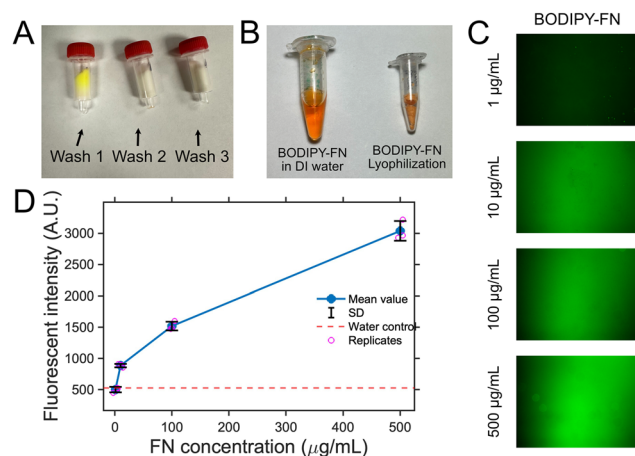 A
Wash 1
Wash 2
Wash 3
B
BODIPY-FN
in DI water
BODIPY-FN
Lyophilization
C
BODIPY-FN
1 µg/mL
10 µg/mL
100 µg/mL
500 µg/mL
D
Fluorescent intensity (A.U.)
3000
2500
2000
1500
1000
500
Mean value
SD
Water control
Replicates
0
100
200
300
400
500
FN concentration (µg/mL)